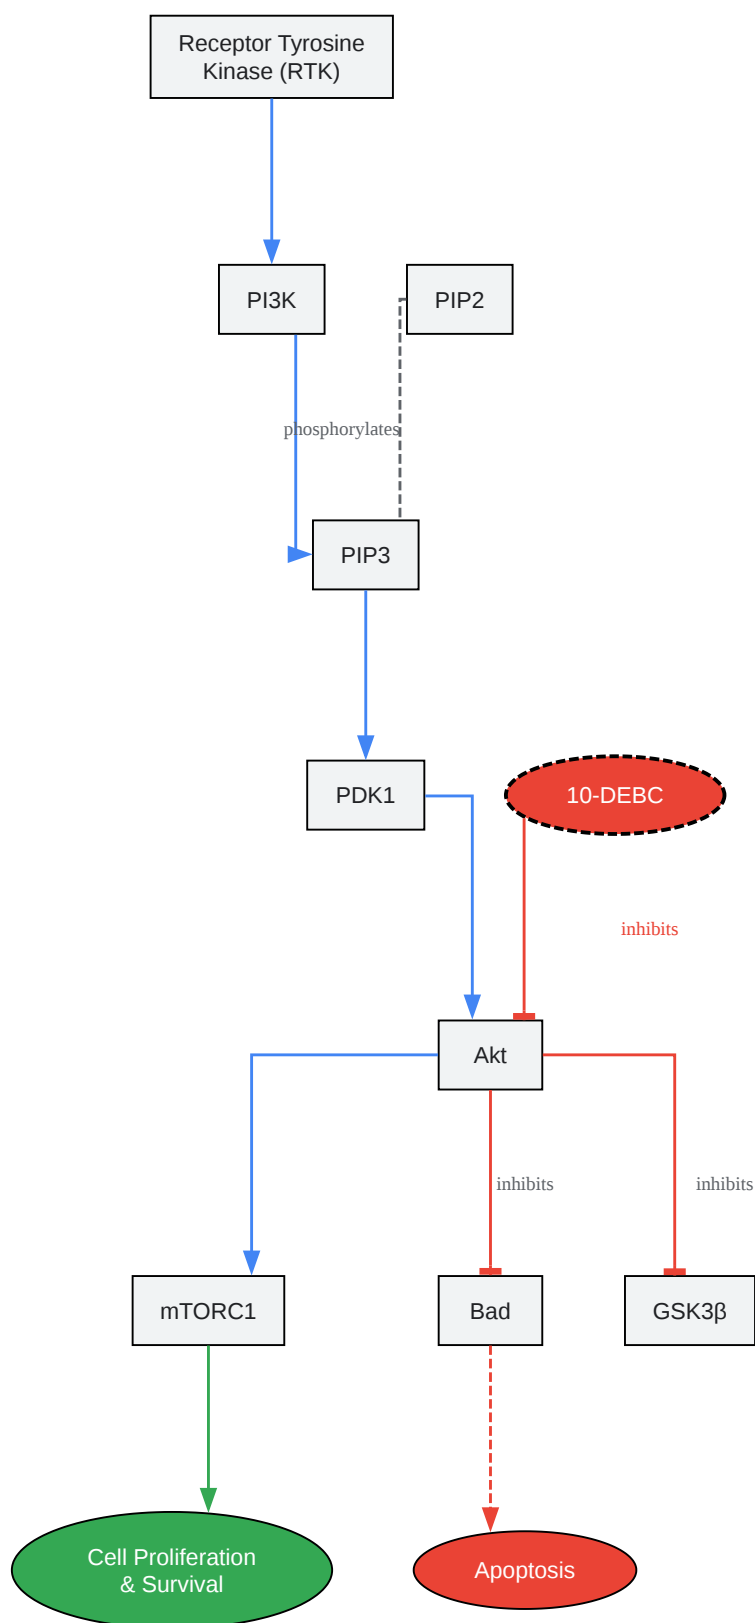 Receptor Tyrosine
Kinase (RTK)
PI3K
PIP2
phosphorylates
PIP3
PDK1
10-DEBC
inhibits
Akt
inhibits
inhibits
mTORC1
Bad
GSK3β
Cell Proliferation
& Survival
Apoptosis